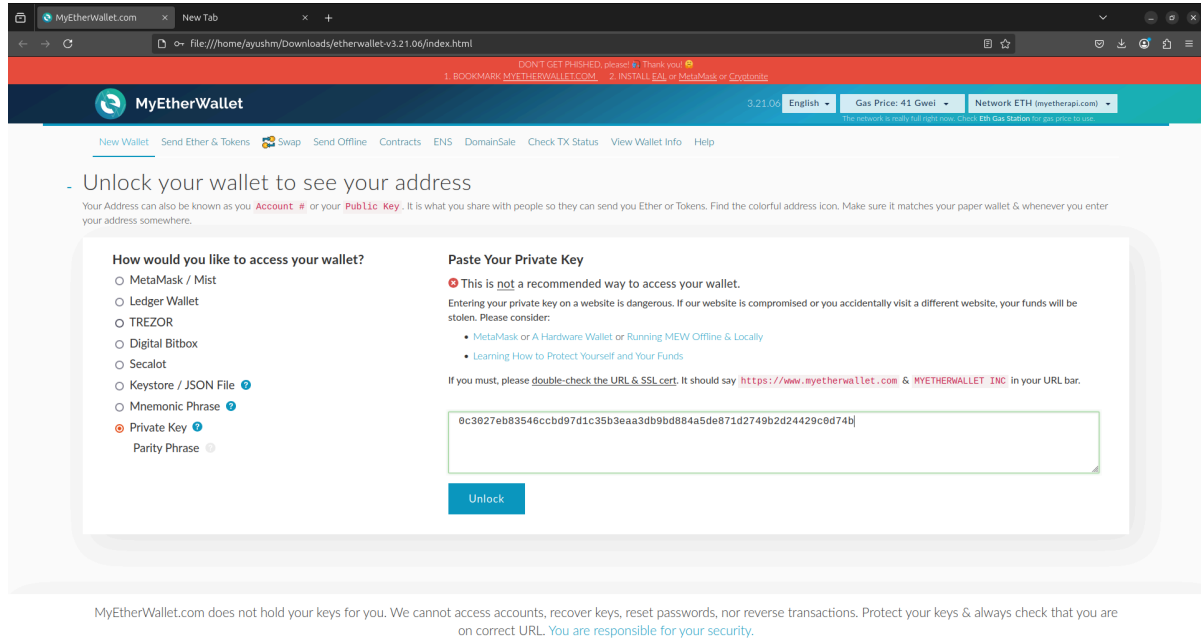 MyEtherWallet.com
New Tab
file:///home/ayushm/Downloads/etherwallet-v3.21.06/index.html
DON'T GET PHISHED, please! Thank you!
1. BOOKMARK MYETHERWALLET.COM 2. INSTALL EAL or MetaMask or Cryptonite
MyEtherWallet
3.21.06 English Gas Price: 41 Gwei Network ETH (myetherapi.com)
The network is really full right now. Check Eth Gas Station for gas price to use.
New Wallet Send Ether & Tokens Swap Send Offline Contracts ENS DomainSale Check TX Status View Wallet Info Help
- Unlock your wallet to see your address
Your Address can also be known as you Account # or your Public Key. It is what you share with people so they can send you Ether or Tokens. Find the colorful address icon. Make sure it matches your paper wallet & whenever you enter
your address somewhere.
How would you like to access your wallet?
MetaMask / Mist
Ledger Wallet
TREZOR
Digital Bitbox
Secalot
Keystore / JSON File ?
Mnemonic Phrase ?
Private Key ?
Parity Phrase ?
Paste Your Private Key
This is not a recommended way to access your wallet.
Entering your private key on a website is dangerous. If our website is compromised or you accidentally visit a different website, your funds will be
stolen. Please consider:
• MetaMask or A Hardware Wallet or Running MEW Offline & Locally
• Learning How to Protect Yourself and Your Funds
If you must, please double-check the URL & SSL cert. It should say https://www.myetherwallet.com & MYETHERWALLET INC in your URL bar.
0c3027eb83546ccbd97d1c35b3eaa3db9bd884a5de871d2749b2d24429c0d74b
Unlock
MyEtherWallet.com does not hold your keys for you. We cannot access accounts, recover keys, reset passwords, nor reverse transactions. Protect your keys & always check that you are
on correct URL. You are responsible for your security.